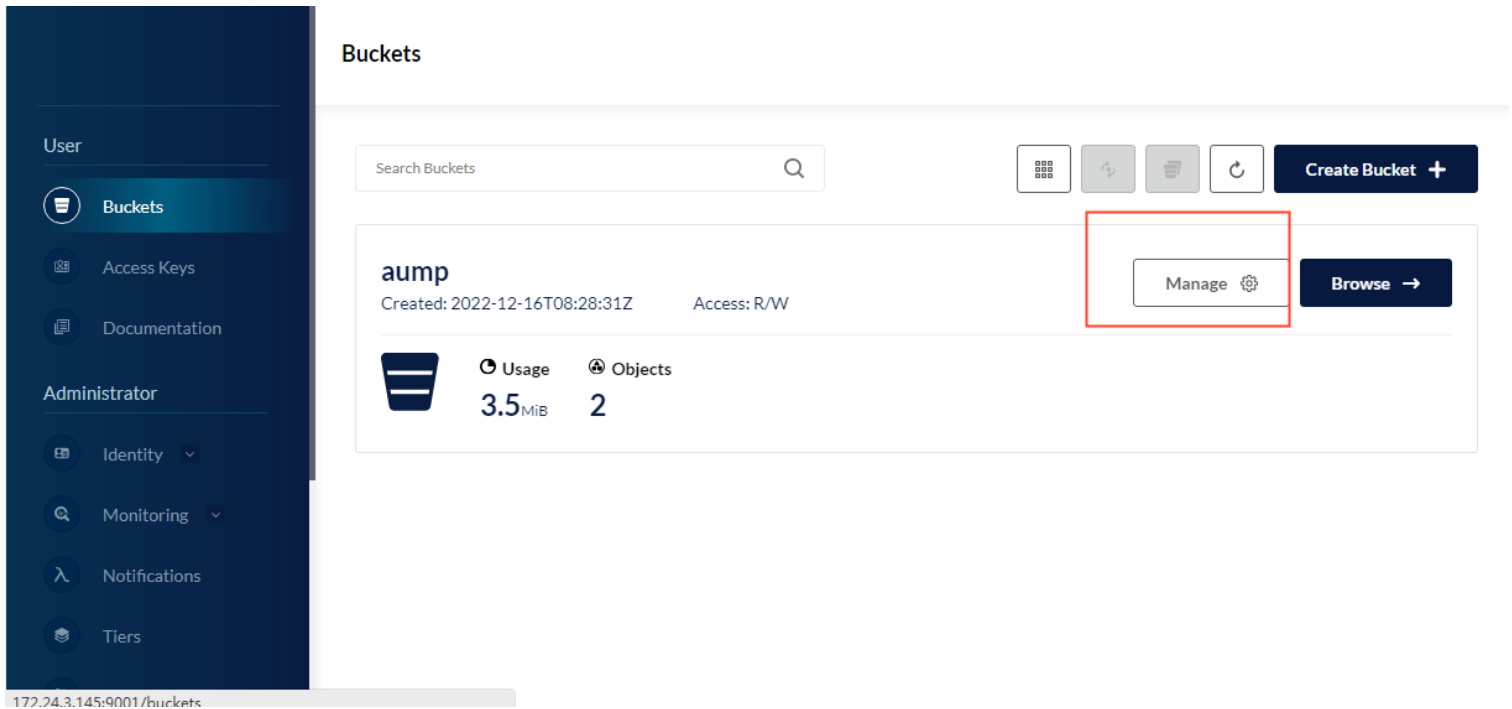 Buckets
User
Buckets
Access Keys
Documentation
Administrator
Identity
Monitoring
Notifications
Tiers
172.24.3.145:9001/buckets
Search Buckets
Create Bucket +
aump
Created: 2022-12-16T08:28:31Z Access: R/W
Manage
Browse →
Usage Objects
3.5MiB 2